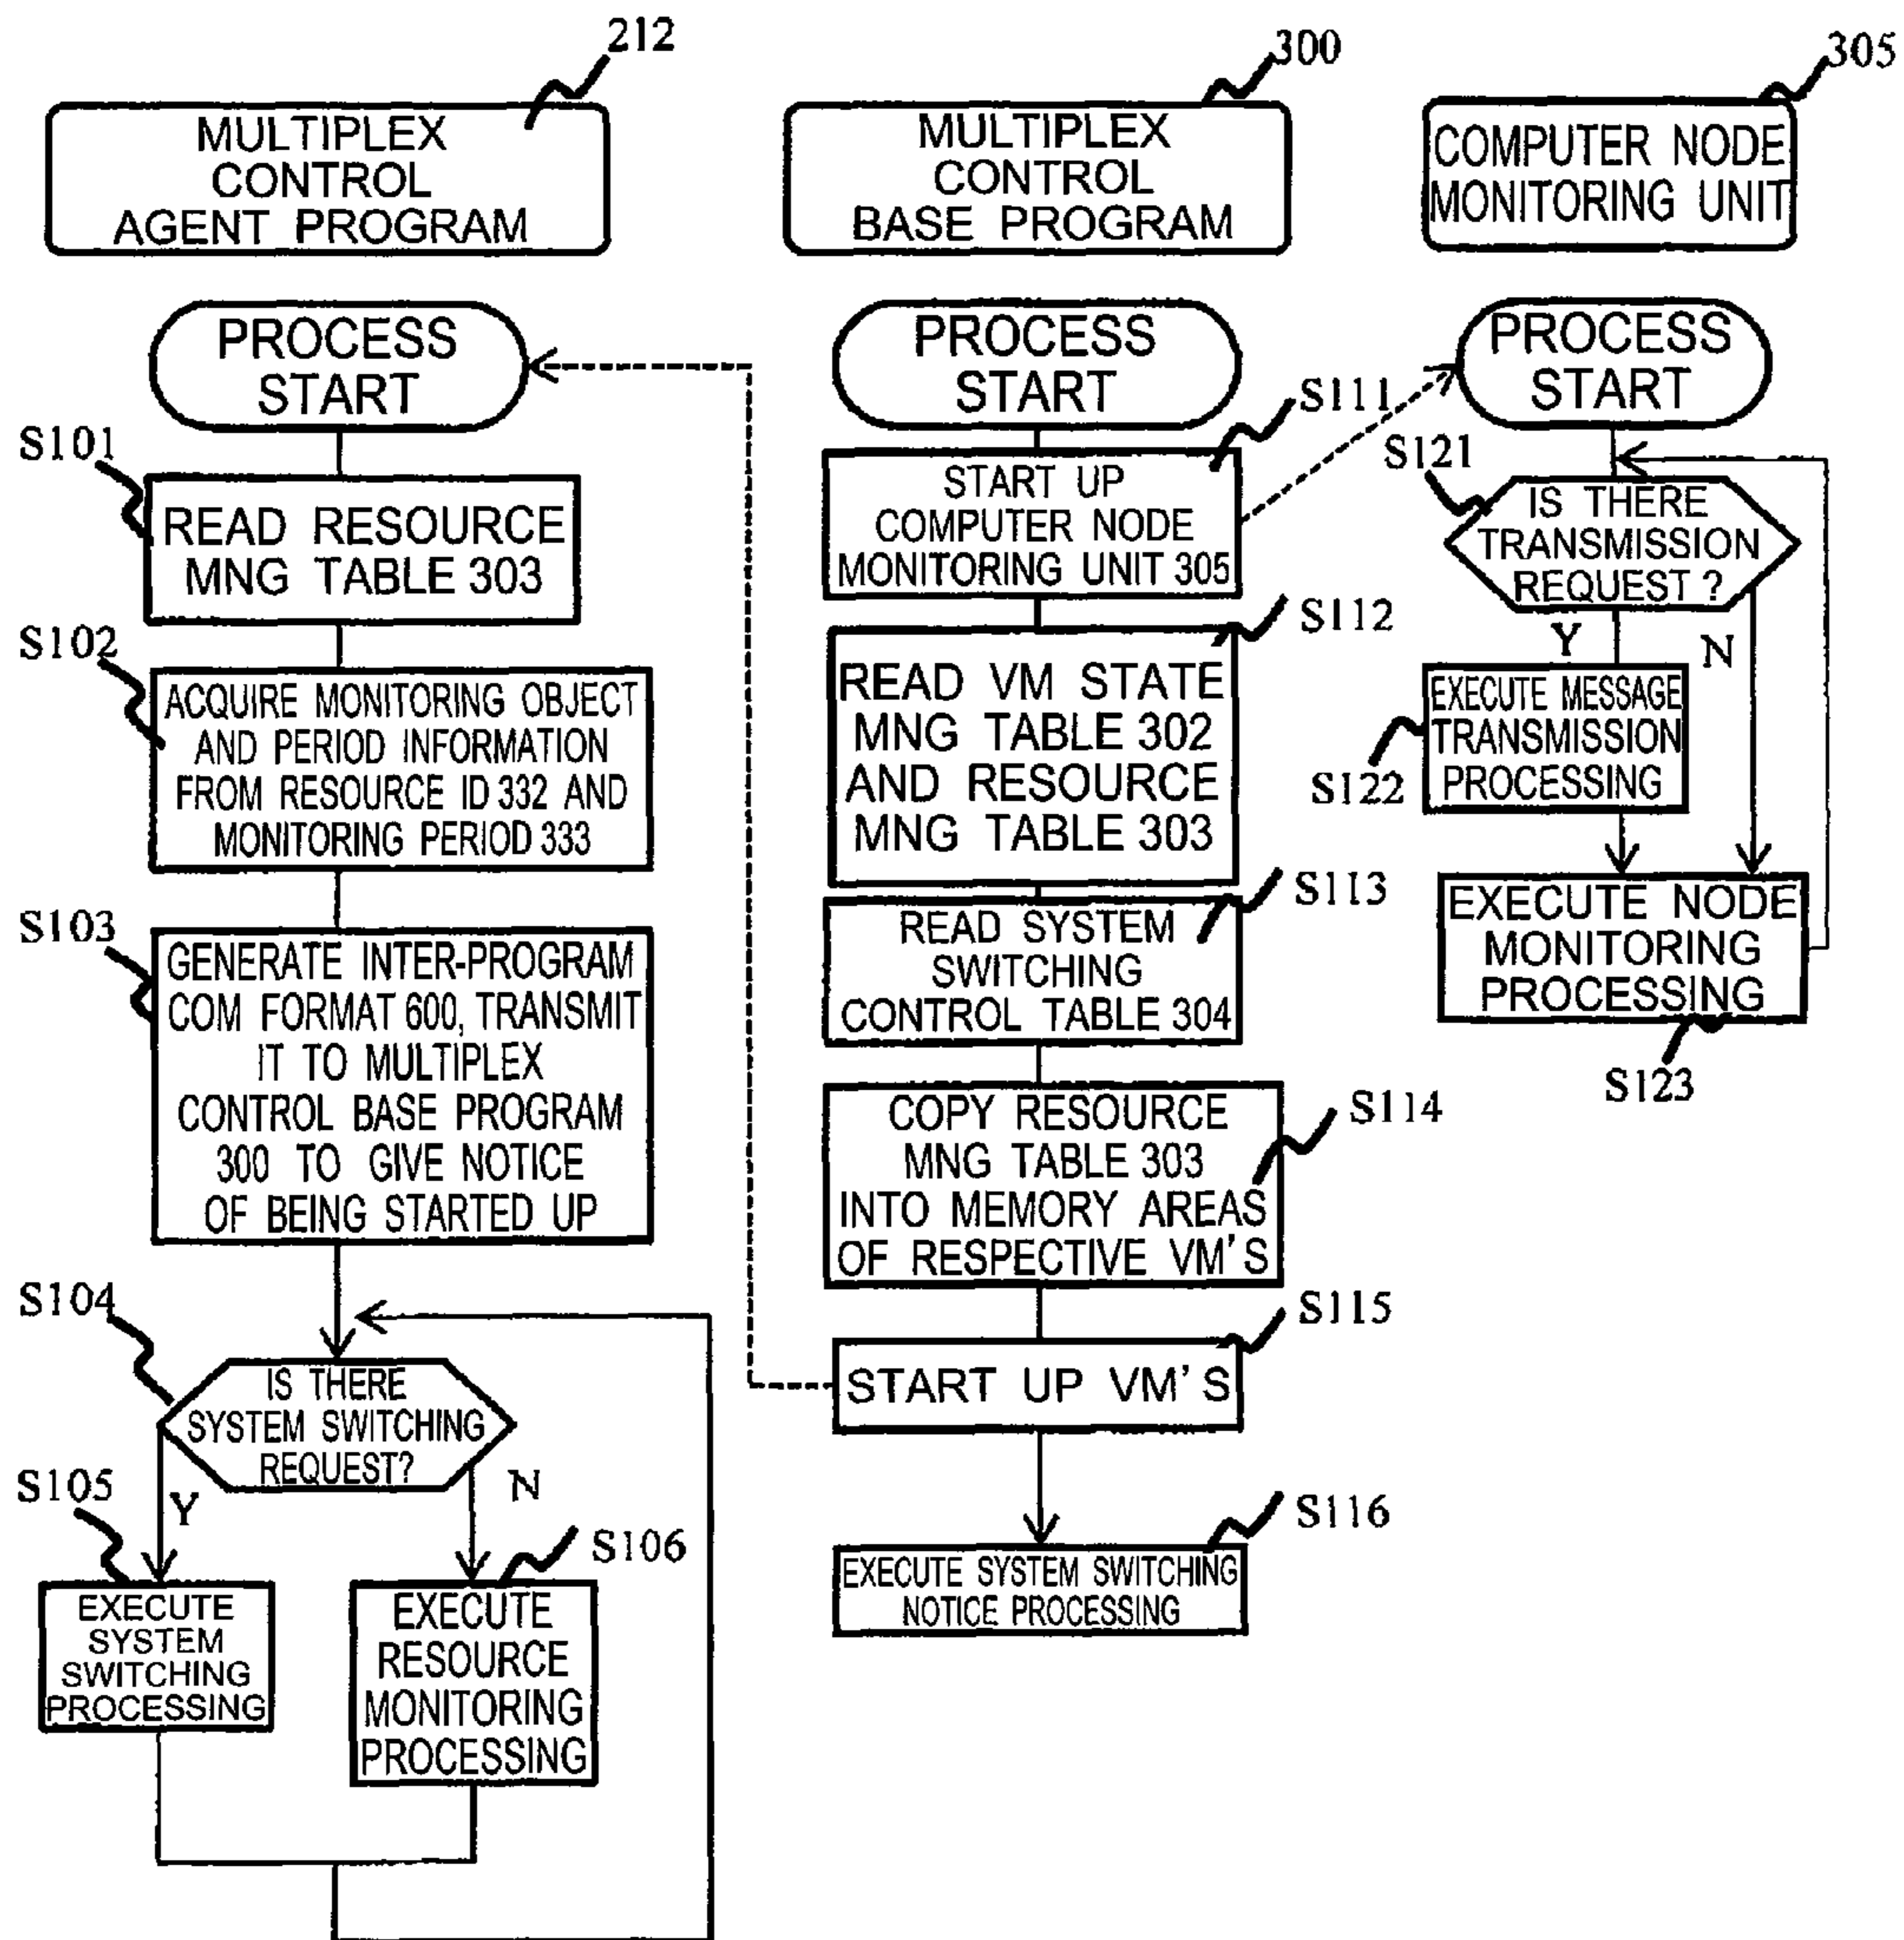 212
300
305
MULTIPLEX
CONTROL
AGENT PROGRAM
MULTIPLEX
CONTROL
BASE PROGRAM
COMPUTER NODE
MONITORING UNIT
PROCESS
START
S101
READ RESOURCE
MNG TABLE 303
S102
ACQUIRE MONITORING OBJECT
AND PERIOD INFORMATION
FROM RESOURCE ID 332 AND
MONITORING PERIOD 333
S103
GENERATE INTER-PROGRAM
COM FORMAT 600, TRANSMIT
IT TO MULTIPLEX
CONTROL BASE PROGRAM
300 TO GIVE NOTICE
OF BEING STARTED UP
S104
IS THERE
SYSTEM SWITCHING
REQUEST?
S105
Y
N
S106
EXECUTE
SYSTEM
SWITCHING
PROCESSING
EXECUTE
RESOURCE
MONITORING
PROCESSING
PROCESS
START
S111
START UP
COMPUTER NODE
MONITORING UNIT 305
S112
READ VM STATE
MNG TABLE 302
AND RESOURCE
MNG TABLE 303
S113
READ SYSTEM
SWITCHING
CONTROL TABLE 304
S114
COPY RESOURCE
MNG TABLE 303
INTO MEMORY AREAS
OF RESPECTIVE VM'S
S115
START UP VM'S
S116
EXECUTE SYSTEM SWITCHING
NOTICE PROCESSING
PROCESS
START
S121
IS THERE
TRANSMISSION
REQUEST ?
Y
N
EXECUTE MESSAGE
TRANSMISSION
PROCESSING
S122
EXECUTE NODE
MONITORING
PROCESSING
S123